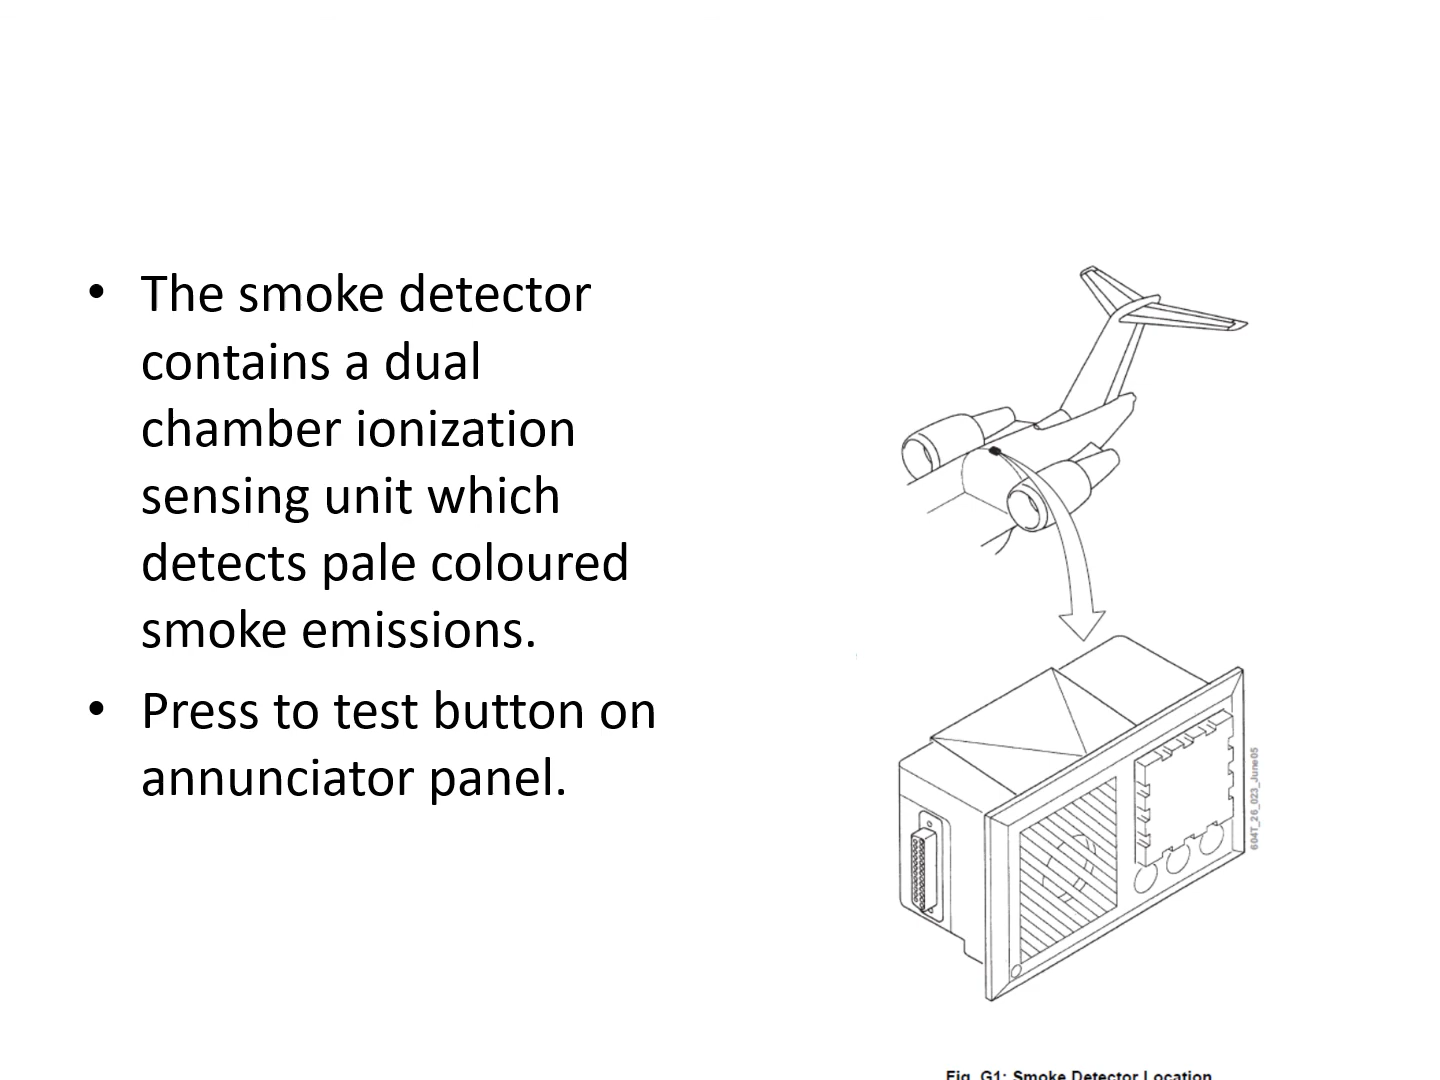 • The smoke detector
contains a dual
chamber ionization
sensing unit which
detects pale coloured
smoke emissions.
• Press to test button on
annunciator panel.
604T_26_023_June05
Fig. G1: Smoke Detector Location